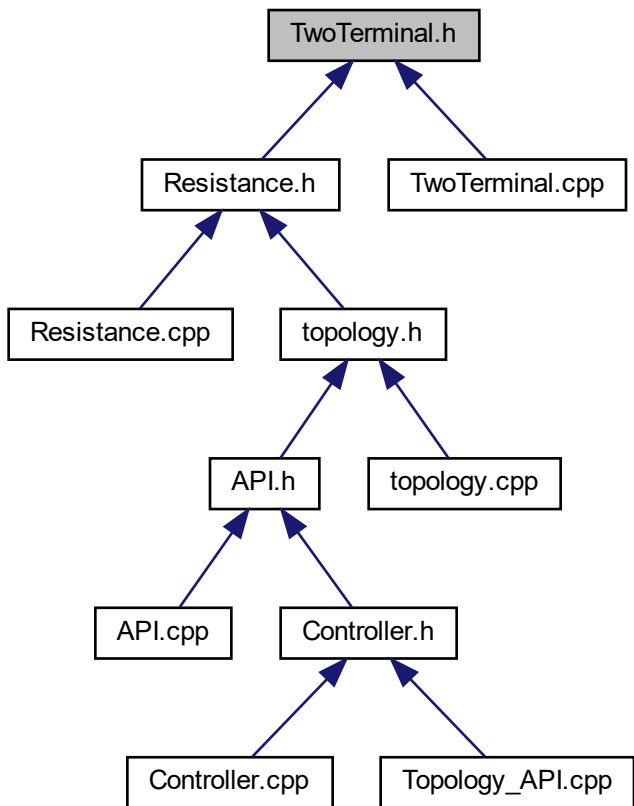 TwoTerminal.h
Resistance.h
TwoTerminal.cpp
Resistance.cpp
topology.h
API.h
topology.cpp
API.cpp
Controller.h
Controller.cpp
Topology_API.cpp